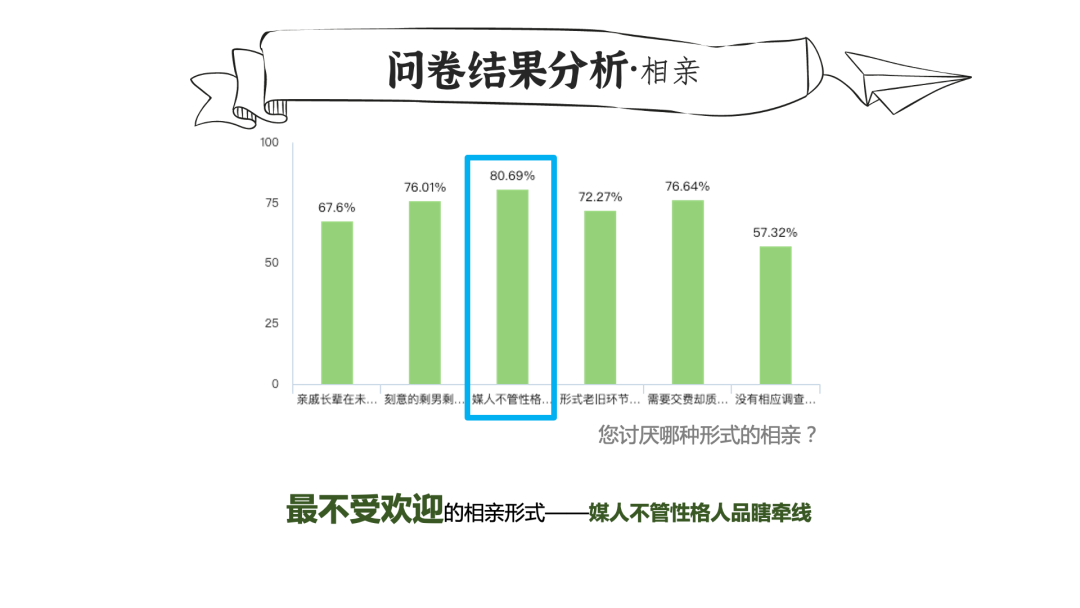 问卷结果分析·相亲
100
75
50
25
0
67.6%
76.01%
80.69%
72.27%
76.64%
57.32%
亲戚长辈在未...
刻意的剩男剩...
媒人不管性格...
形式老旧环节...
需要交费却质...
没有相应调查...
您讨厌哪种形式的相亲？
最不受欢迎的相亲形式——媒人不管性格人品瞎牵线